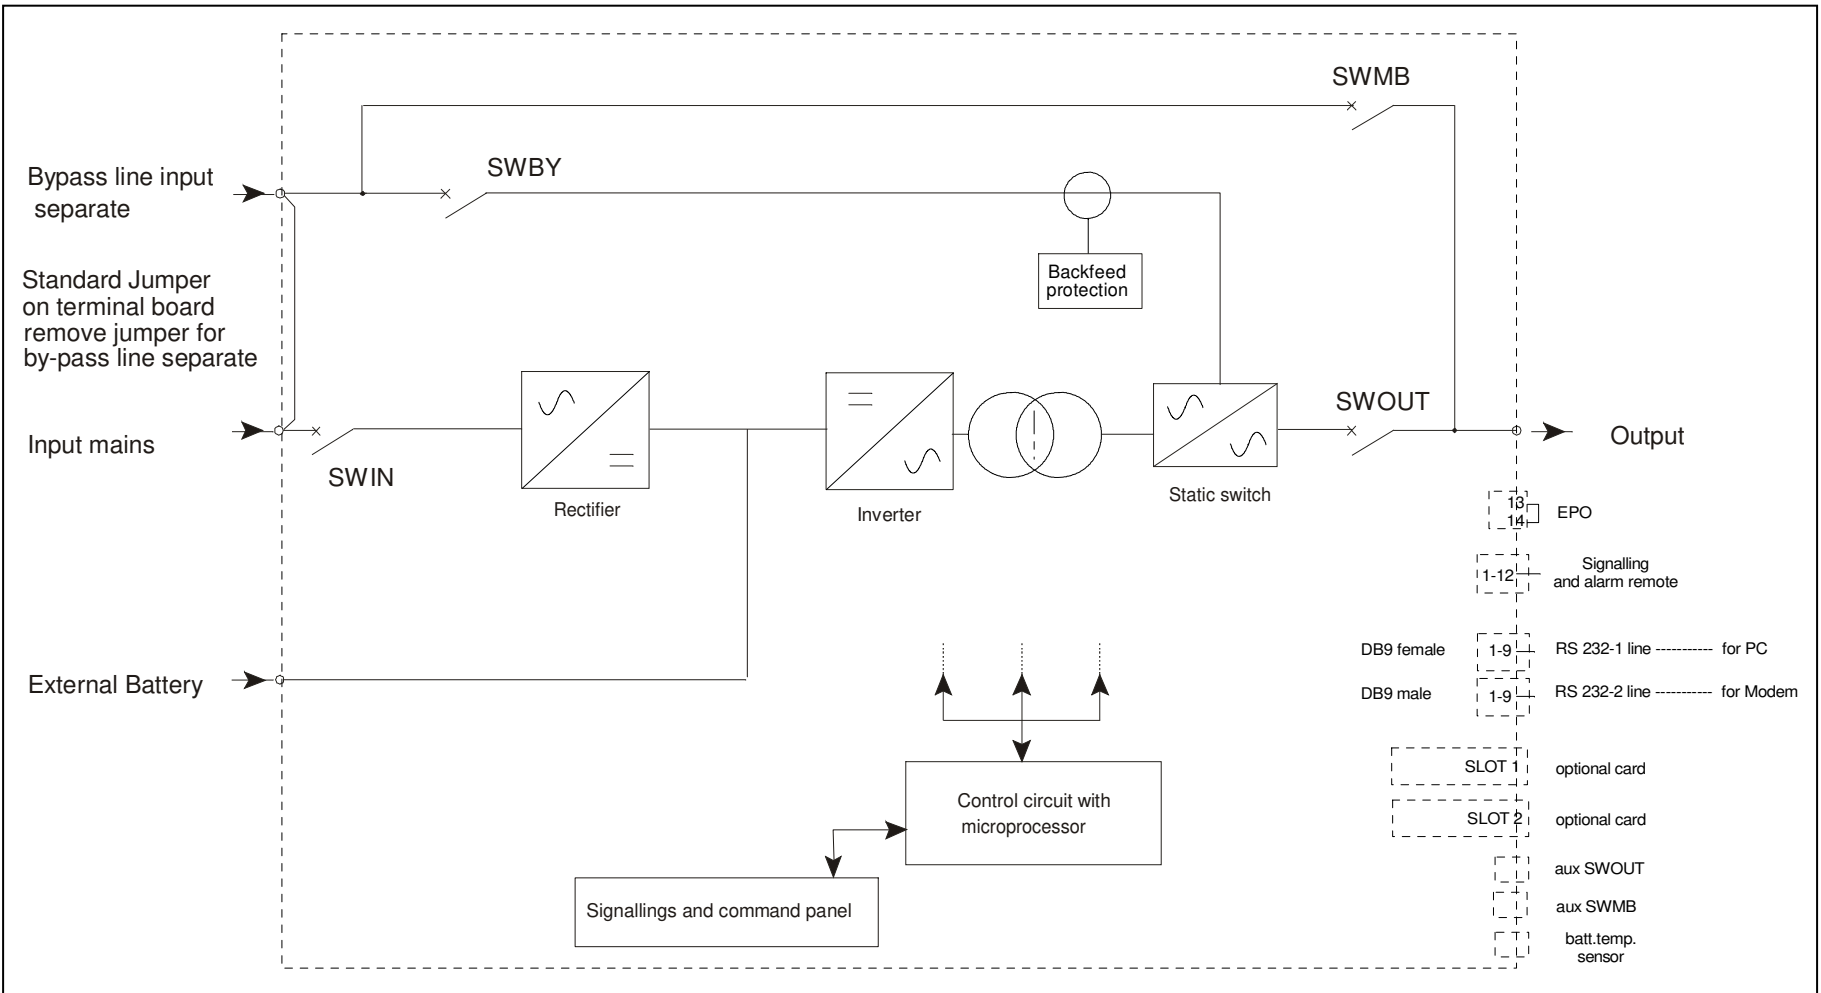 SWMB
SWBY
Bypass line input
separate
Backfeed
protection
Standard Jumper
on terminal board
remove jumper for
by-pass line separate
SWOUT
Input mains
Output
SWIN
Rectifier
Inverter
Static switch
13
14
EPO
1-12
Signalling
and alarm remote
DB9 female
1-9
RS 232-1 line ----------- for PC
External Battery
DB9 male
1-9
RS 232-2 line ----------- for Modem
SLOT 1
optional card
Control circuit with
microprocessor
SLOT 2
optional card
aux SWOUT
Signallings and command panel
aux SWMB
batt.temp.
sensor